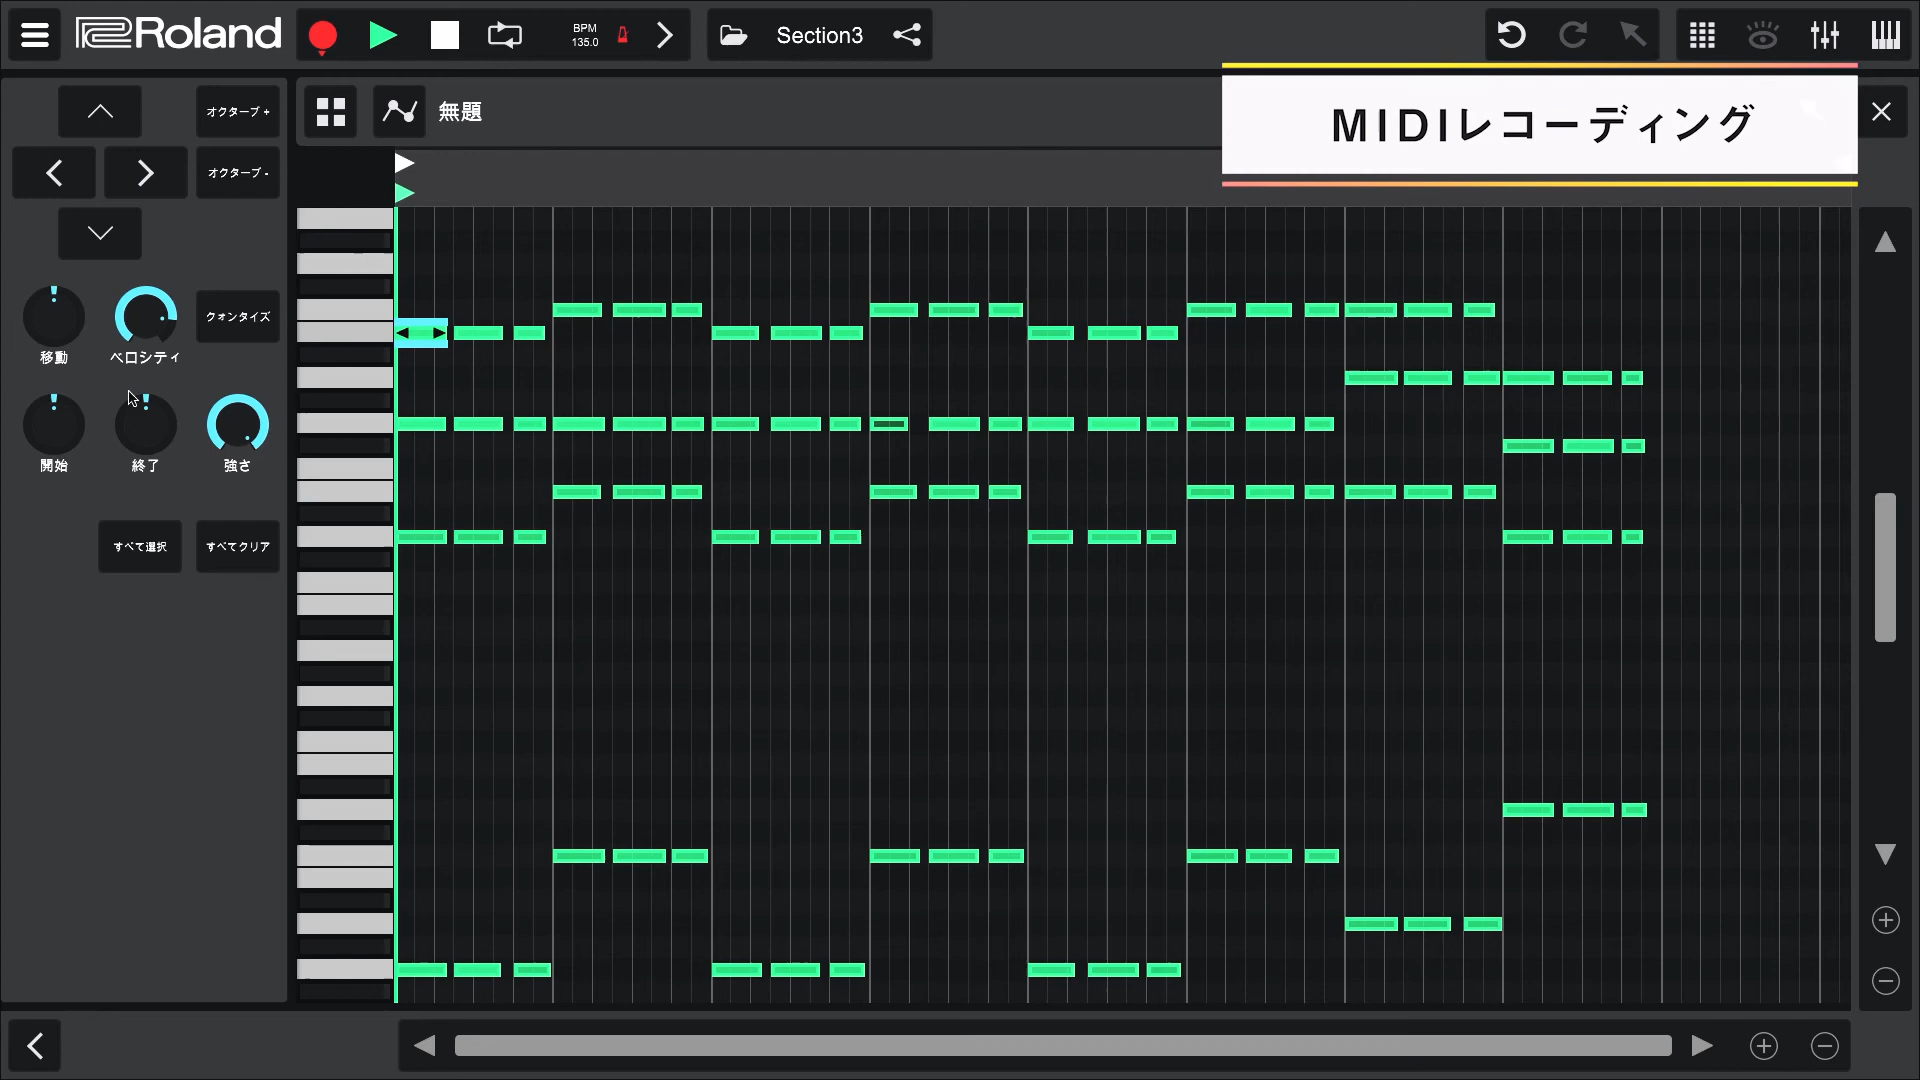 Roland
BPM
135.0
Section3
MIDIレコーディング
無題
オクターブ +
オクターブ -
移動
ベロシティ
クォンタイズ
開始
終了
強さ
すべて選択
すべてクリア